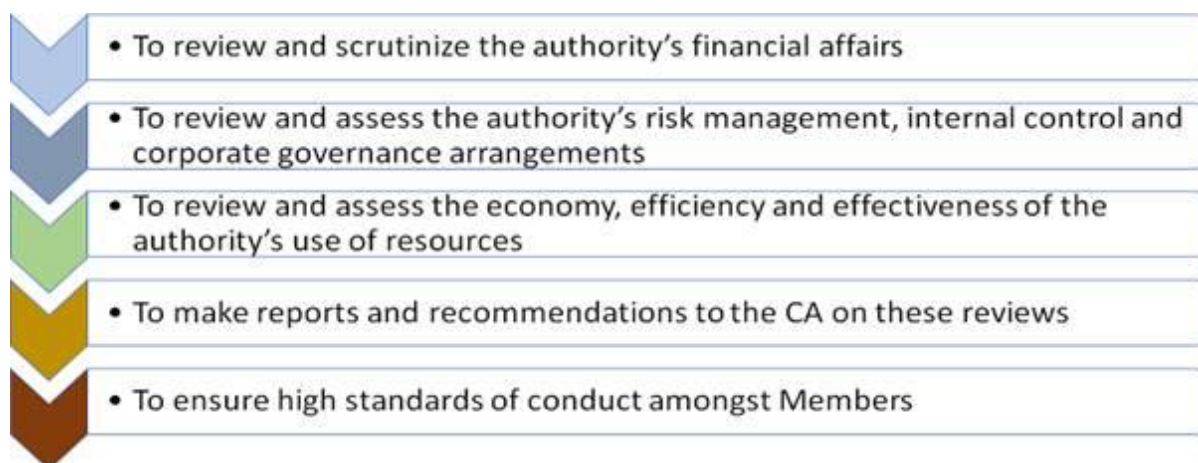 • To review and scrutinize the authority’s financial affairs
• To review and assess the authority’s risk management, internal control and
corporate governance arrangements
• To review and assess the economy, efficiency and effectiveness of the
authority’s use of resources
• To make reports and recommendations to the CA on these reviews
• To ensure high standards of conduct amongst Members